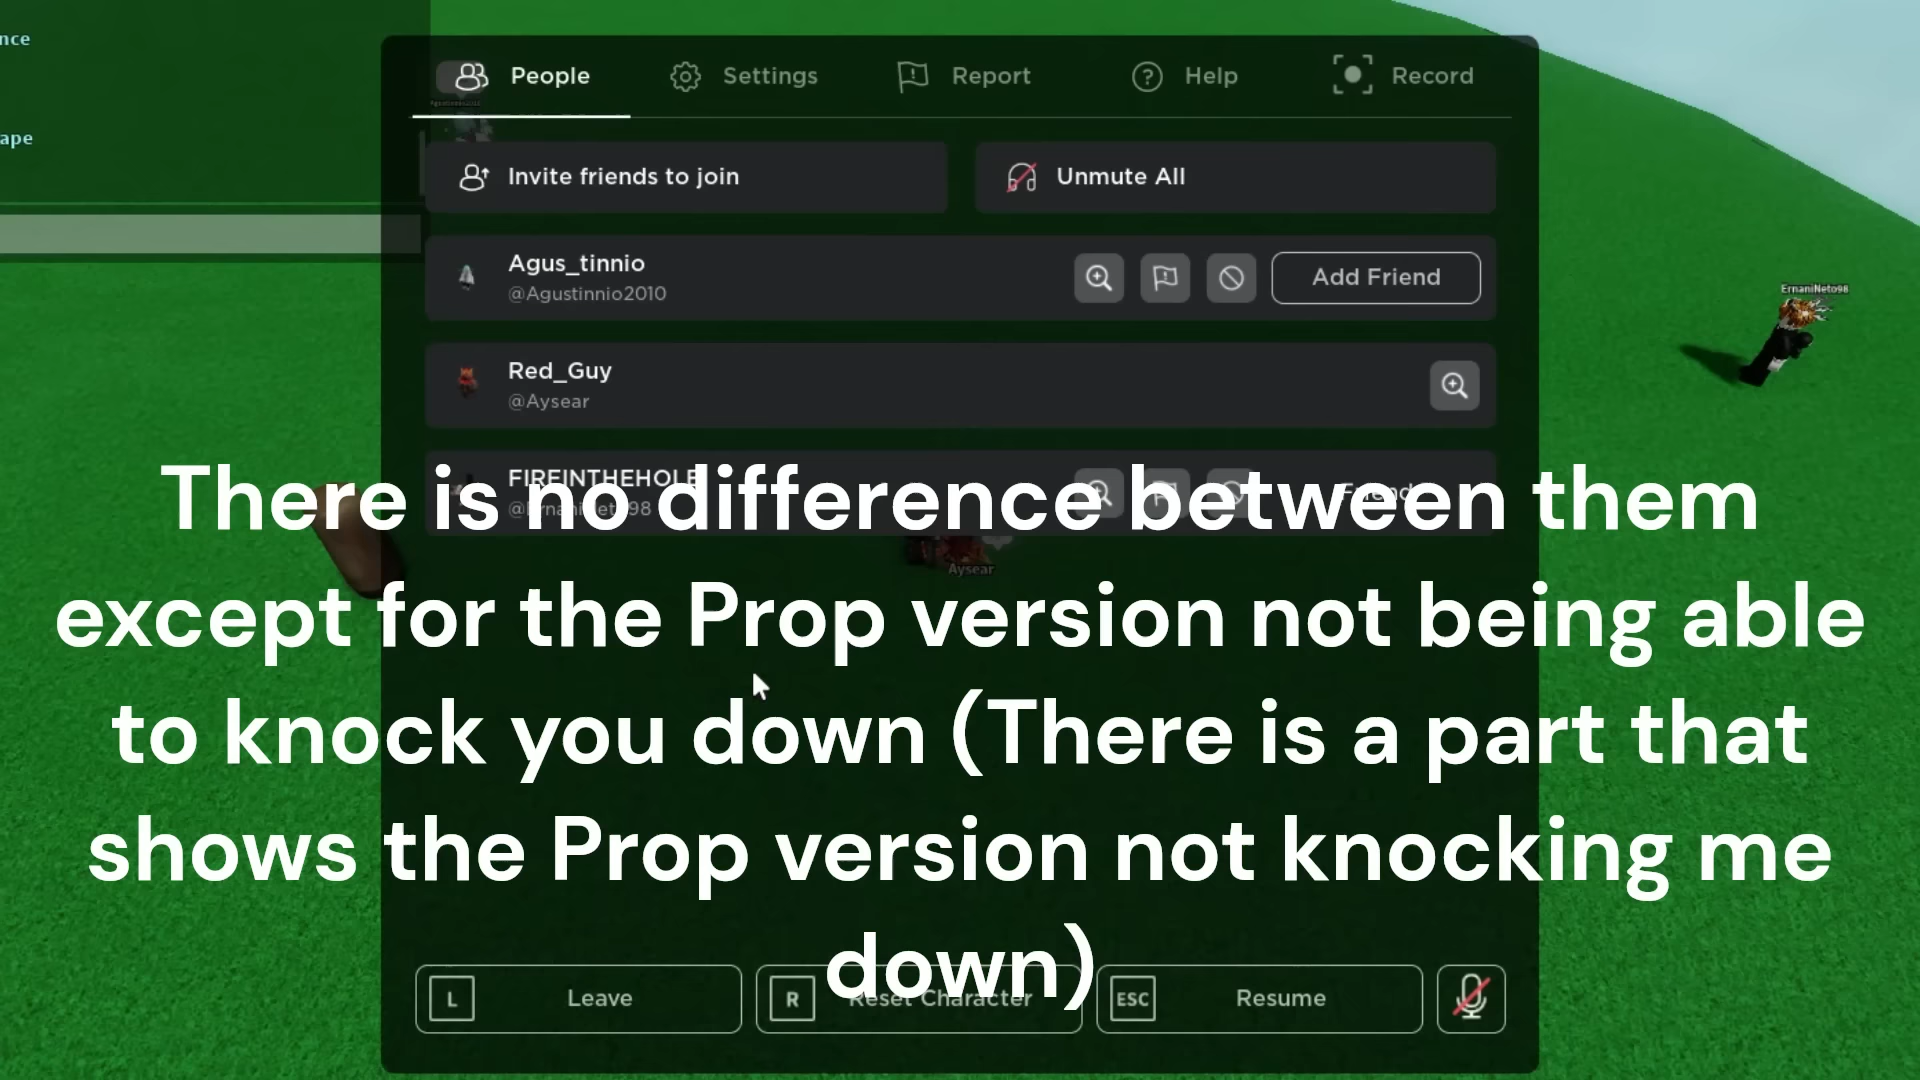 nce
ape
People
Settings
Report
Help
Record
Invite friends to join
Unmute All
Agus_tinnio
@Agustinnio2010
Add Friend
Red_Guy
@Aysear
FIREINTHEHOLE
Aysear
ErnaniNeto98
There is no difference between them
except for the Prop version not being able
to knock you down (There is a part that
shows the Prop version not knocking me
down)
L
Leave
R
Reset Character
ESC
Resume